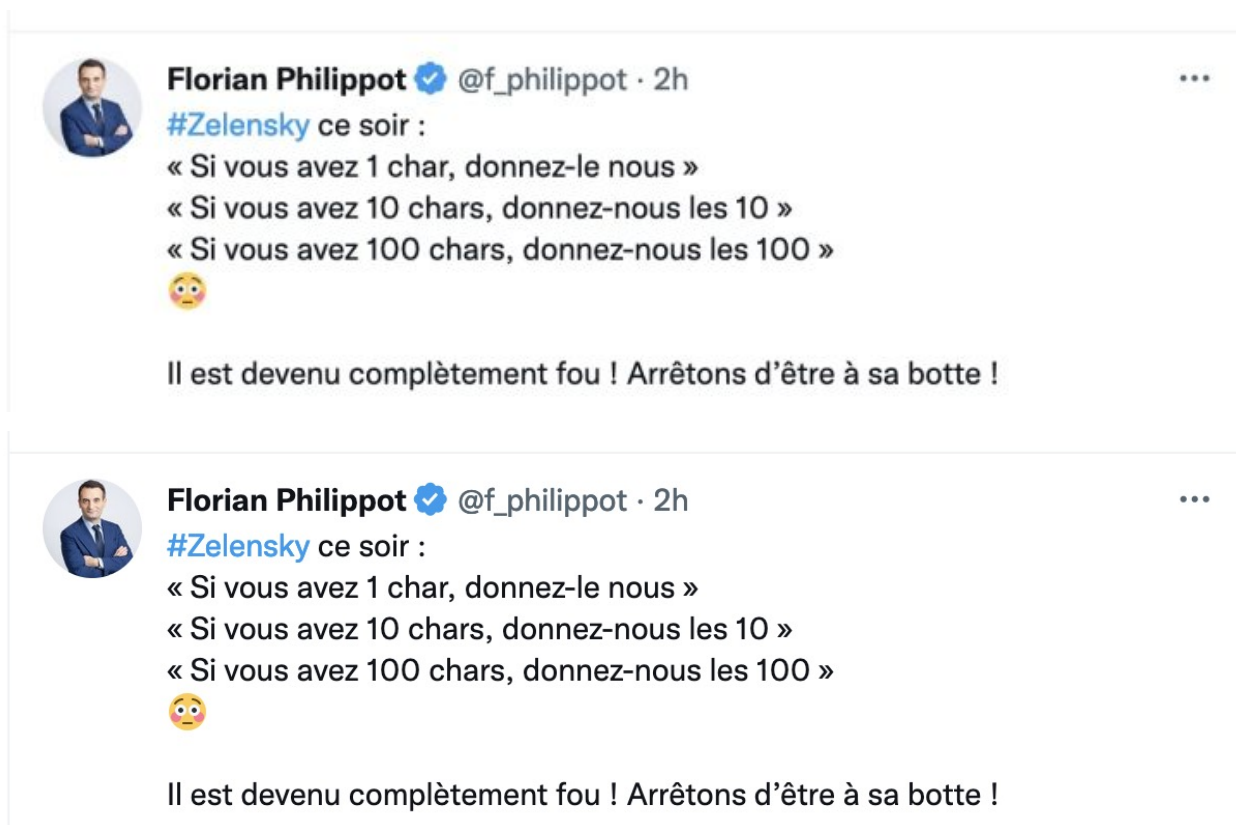 Florian Philippot @f_philippot · 2h
#Zelensky ce soir :
« Si vous avez 1 char, donnez-le nous »
« Si vous avez 10 chars, donnez-nous les 10 »
« Si vous avez 100 chars, donnez-nous les 100 »
😳
Il est devenu complètement fou ! Arrêtons d’être à sa botte !
Florian Philippot @f_philippot · 2h
#Zelensky ce soir :
« Si vous avez 1 char, donnez-le nous »
« Si vous avez 10 chars, donnez-nous les 10 »
« Si vous avez 100 chars, donnez-nous les 100 »
😳
Il est devenu complètement fou ! Arrêtons d’être à sa botte !